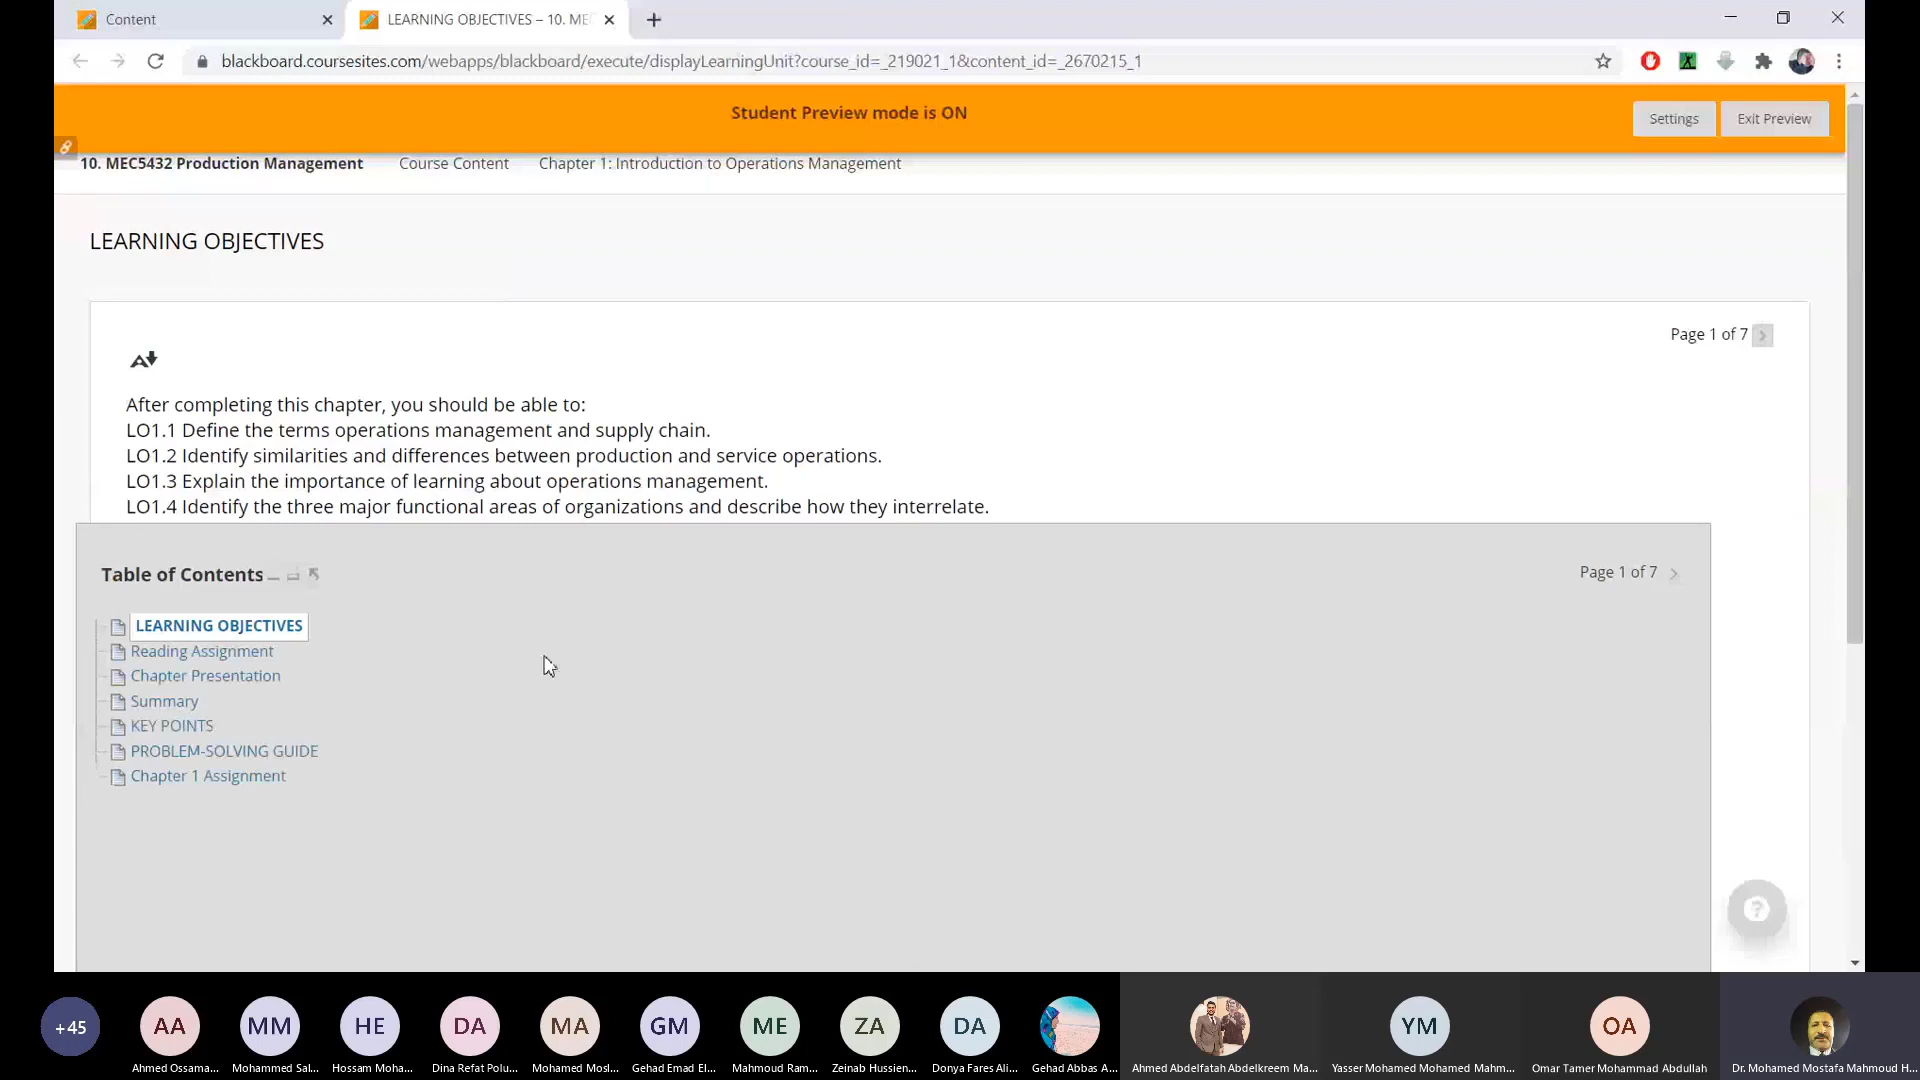 Content
LEARNING OBJECTIVES – 10. MEC
blackboard.coursesites.com/webapps/blackboard/execute/displayLearningUnit?course_id=_219021_1&content_id=_2670215_1
Student Preview mode is ON
Settings
Exit Preview
10. MEC5432 Production Management
Course Content
Chapter 1: Introduction to Operations Management
LEARNING OBJECTIVES
Page 1 of 7
After completing this chapter, you should be able to:
LO1.1 Define the terms operations management and supply chain.
LO1.2 Identify similarities and differences between production and service operations.
LO1.3 Explain the importance of learning about operations management.
LO1.4 Identify the three major functional areas of organizations and describe how they interrelate.
Table of Contents
Page 1 of 7
LEARNING OBJECTIVES
Reading Assignment
Chapter Presentation
Summary
KEY POINTS
PROBLEM-SOLVING GUIDE
Chapter 1 Assignment
+45
AA
MM
HE
DA
MA
GM
ME
ZA
DA
YM
OA
Ahmed Ossama...
Mohammed Sal...
Hossam Moha...
Dina Refat Polu...
Mohamed Mosl...
Gehad Emad El...
Mahmoud Ram...
Zeinab Hussien...
Donya Fares Ali...
Gehad Abbas A...
Ahmed Abdelfatah Abdelkreem Ma...
Yasser Mohamed Mohamed Mahm...
Omar Tamer Mohammad Abdullah
Dr. Mohamed Mostafa Mahmoud H...